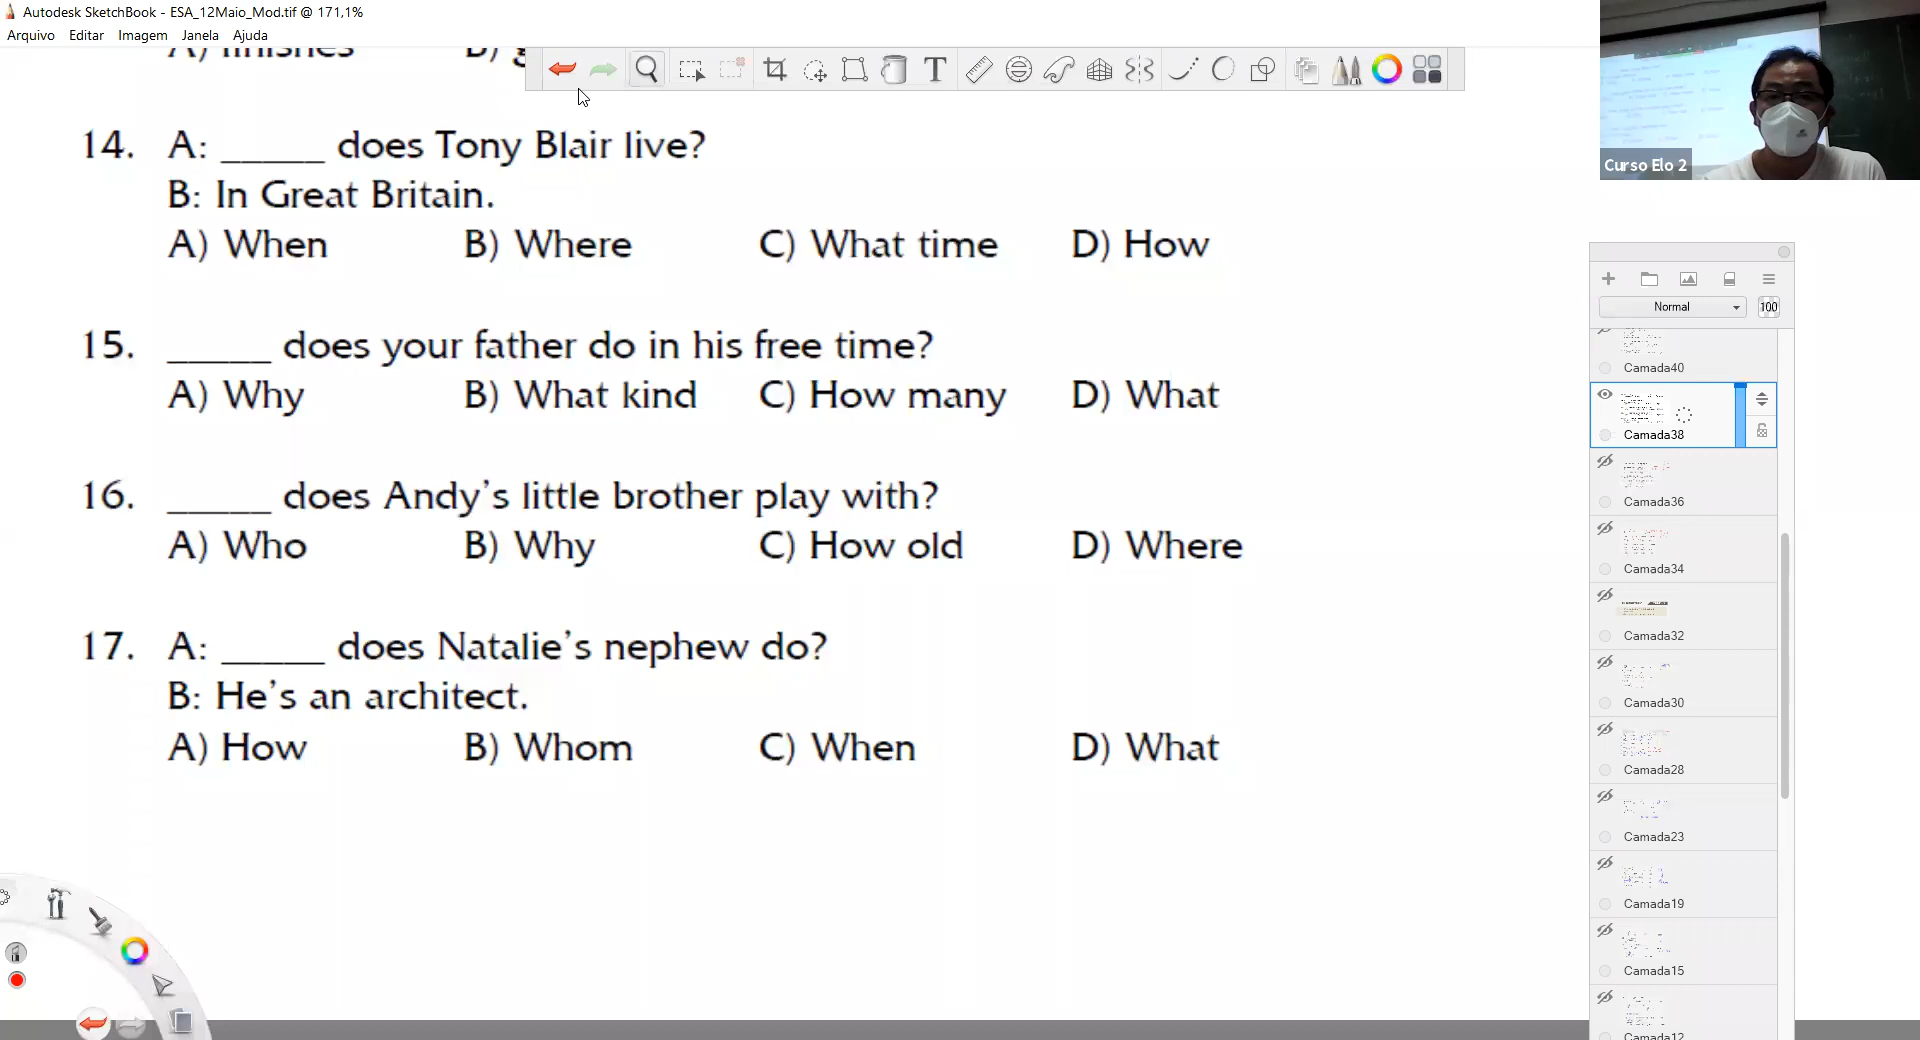 Autodesk SketchBook - ESA_12Maio_Mod.tif @ 171,1%
Arquivo Editar Imagem Janela Ajuda
A) finishes B) g
14. A: _____ does Tony Blair live?
B: In Great Britain.
A) When B) Where C) What time D) How
15. _____ does your father do in his free time?
A) Why B) What kind C) How many D) What
16. _____ does Andy's little brother play with?
A) Who B) Why C) How old D) Where
17. A: _____ does Natalie's nephew do?
B: He's an architect.
A) How B) Whom C) When D) What
Curso Elo 2
Normal 100
Camada40
Camada38
Camada36
Camada34
Camada32
Camada30
Camada28
Camada23
Camada19
Camada15
Camada12